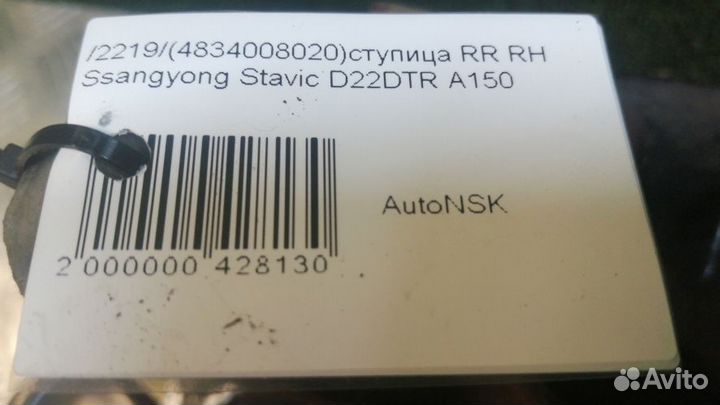 /2219/(4834008020)ступица RR RH
Ssangyong Stavic D22DTR A150
AutoNSK
2 000000 428130
Avito